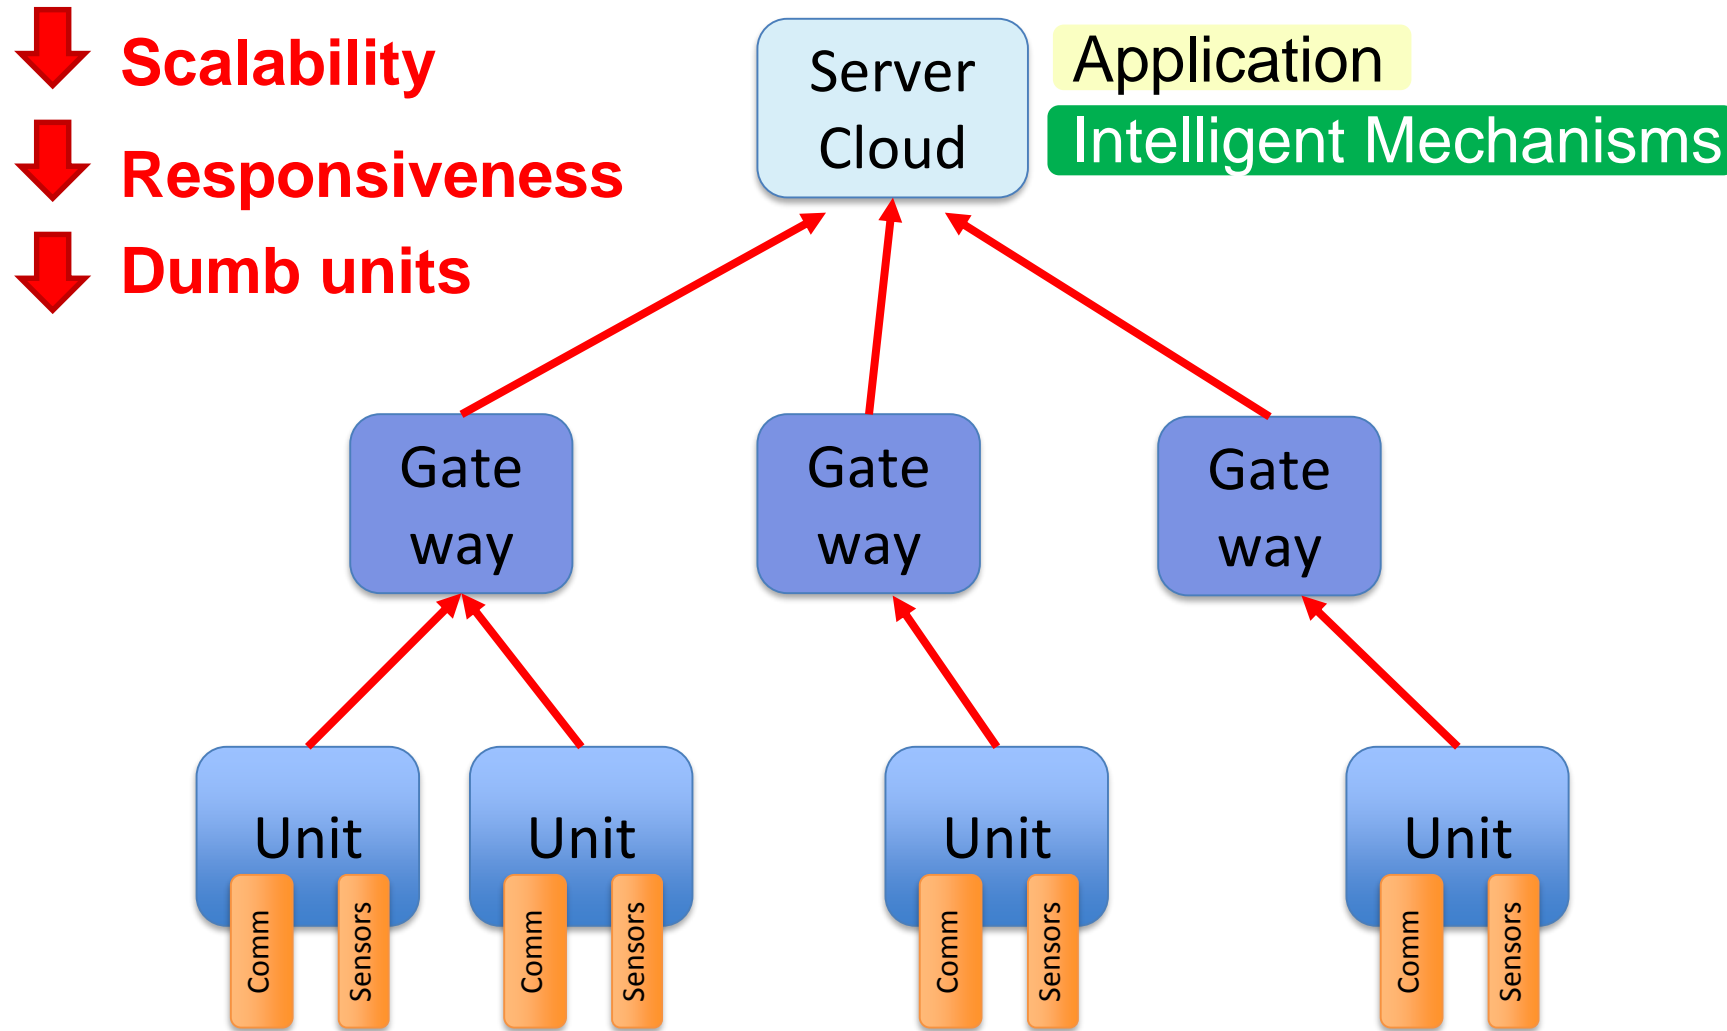 Scalability
Responsiveness
Dumb units
Server
Cloud
Application
Intelligent Mechanisms
Gate
way
Gate
way
Gate
way
Unit
Comm
Sensors
Unit
Comm
Sensors
Unit
Comm
Sensors
Unit
Comm
Sensors